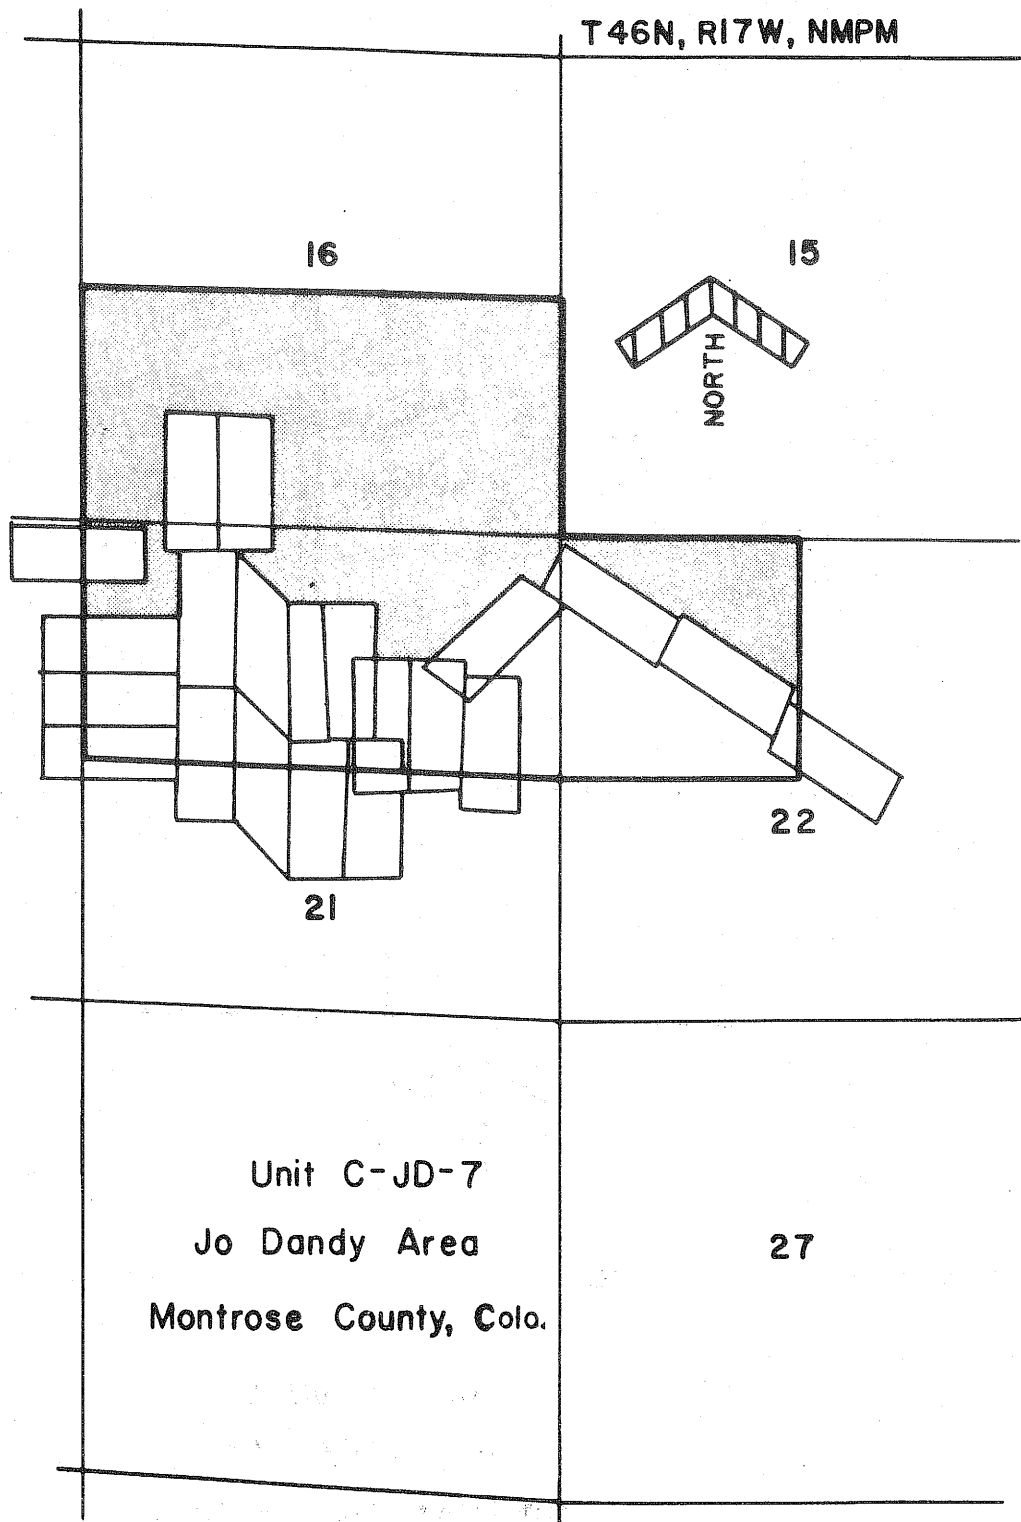 T46N, R17W, NMPM
16
15
NORTH
22
21
Unit C-JD-7
Jo Dandy Area
27
Montrose County, Colo.